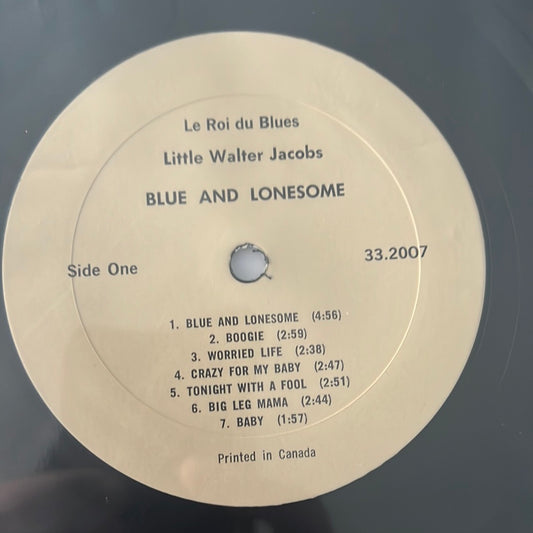 Le Roi du Blues
Little Walter Jacobs
BLUE AND LONESOME
Side One
33.2007
1. BLUE AND LONESOME (4:56)
2. BOOGIE (2:59)
3. WORRIED LIFE (2:38)
4. CRAZY FOR MY BABY (2:47)
5. TONIGHT WITH A FOOL (2:51)
6. BIG LEG MAMA (2:44)
7. BABY (1:57)
Printed in Canada